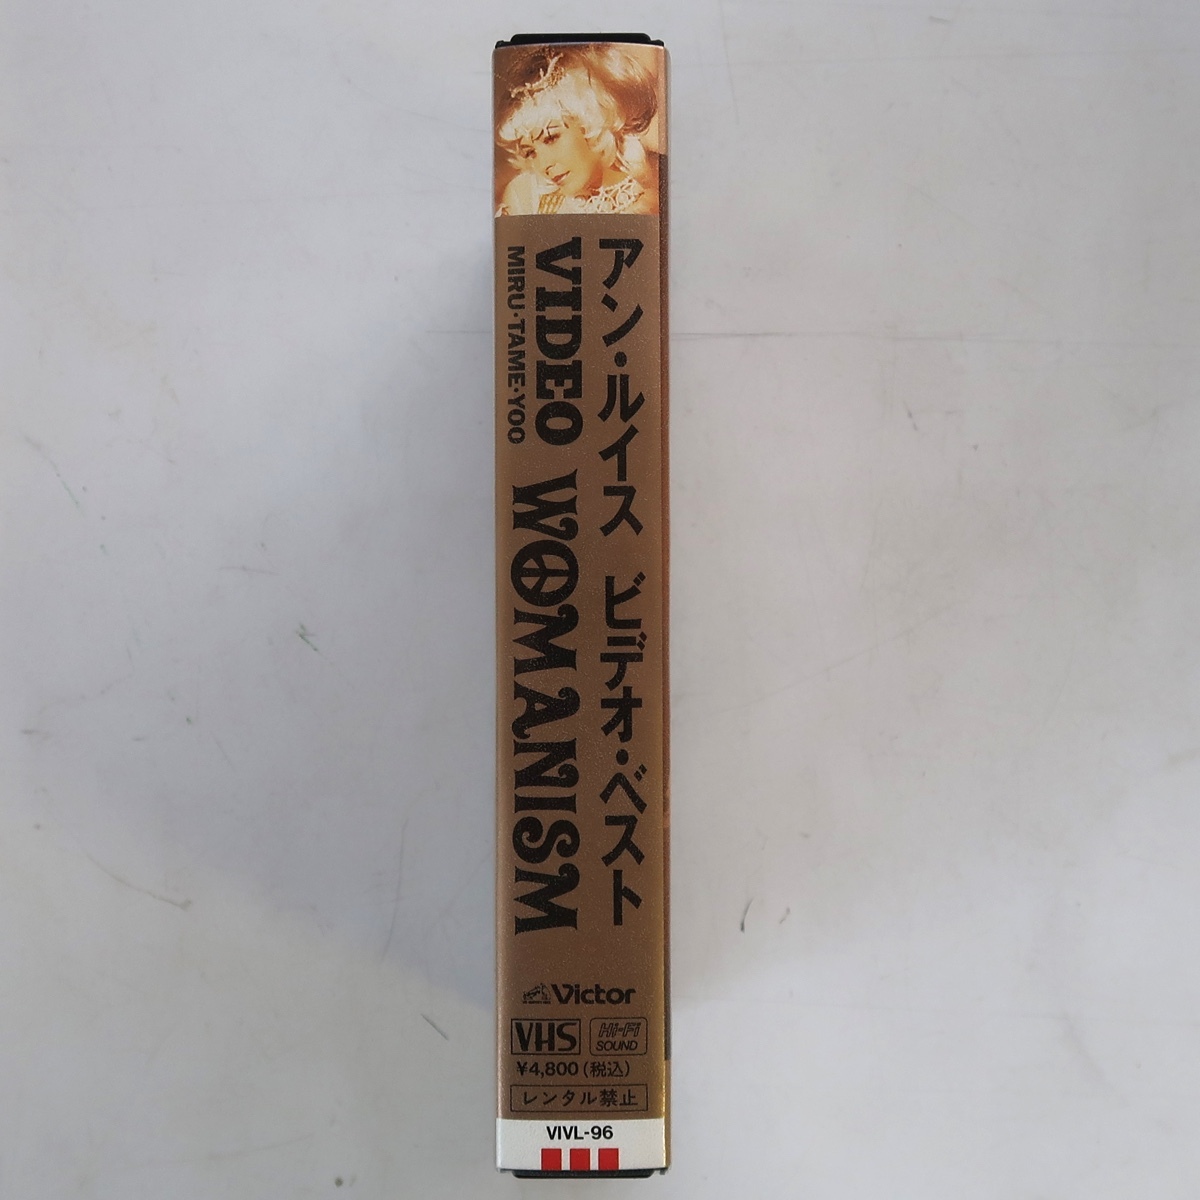 アン・ルイス ビデオ・ベスト
VIDEO WOMANISM
MIRU・TAME・YOO
Victor
VHS
Hi-Fi
SOUND
¥4,800(税込)
レンタル禁止
VIVL-96